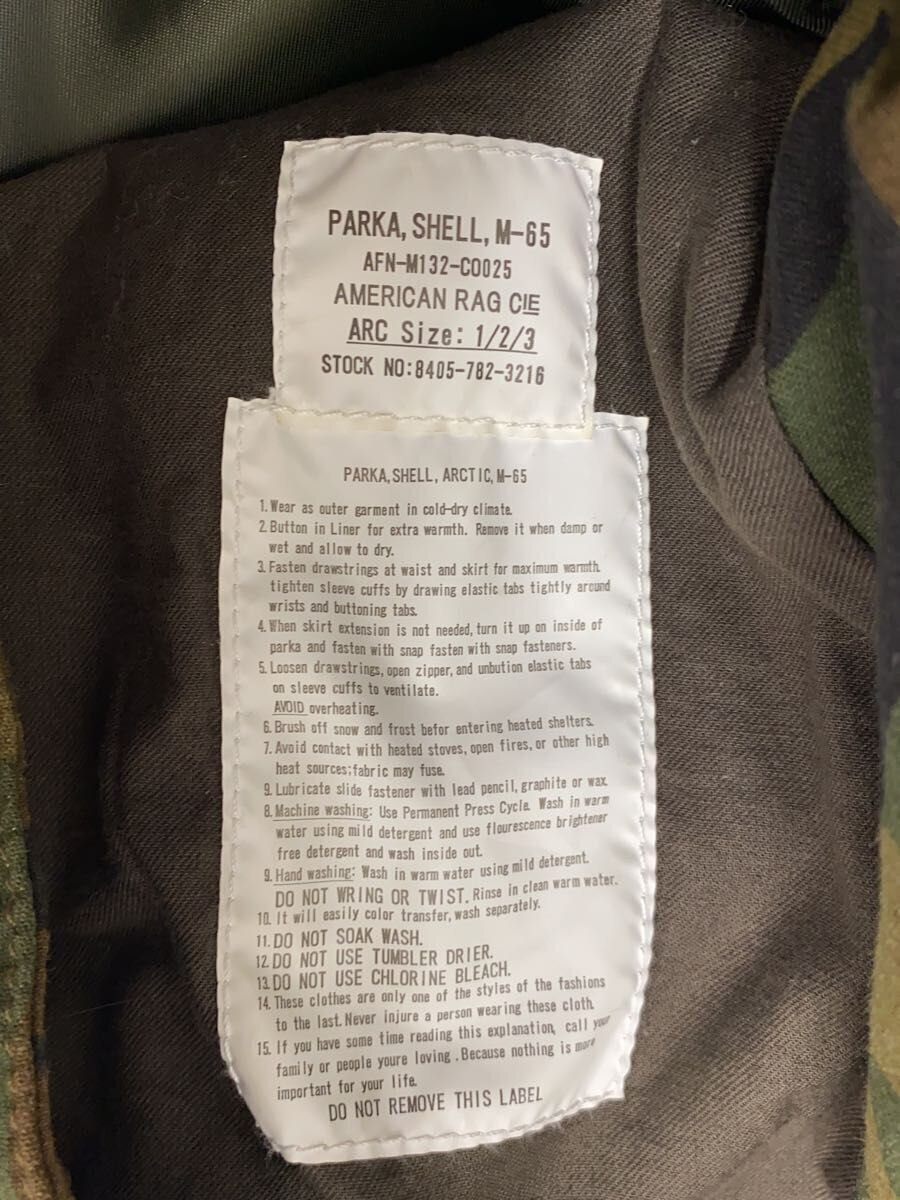 PARKA, SHELL, M-65
AFN-M132-C0025
AMERICAN RAG CIE
ARC Size: 1/2/3
STOCK NO:8405-782-3216
PARKA, SHELL, ARCTIC, M-65
1. Wear as outer garment in cold-dry climate.
2. Button in Liner for extra warmth. Remove it when damp or
wet and allow to dry.
3. Fasten drawstrings at waist and skirt for maximum warmth.
tighten sleeve cuffs by drawing elastic tabs tightly around
wrists and buttoning tabs.
4. When skirt extension is not needed, turn it up on inside of
parka and fasten with snap fasten with snap fasteners.
5. Loosen drawstrings, open zipper, and unbution elastic tabs
on sleeve cuffs to ventilate.
AVOID overheating.
6. Brush off snow and frost befor entering heated shelters.
7. Avoid contact with heated stoves, open fires, or other high
heat sources;fabric may fuse.
9. Lubricate slide fastener with lead pencil, graphite or wax.
8. Machine washing: Use Permanent Press Cycle. Wash in warm
water using mild detergent and use flourescence brightener
free detergent and wash inside out.
9. Hand washing: Wash in warm water using mild detergent.
DO NOT WRING OR TWIST. Rinse in clean warm water.
10. It will easily color transfer, wash separately.
11. DO NOT SOAK WASH.
12. DO NOT USE TUMBLER DRIER.
13. DO NOT USE CHLORINE BLEACH.
14. These clothes are only one of the styles of the fashions
to the last. Never injure a person wearing these cloth.
15. If you have some time reading this explanation, call your
family or people youre loving .Because nothing is more
important for your life.
DO NOT REMOVE THIS LABEL